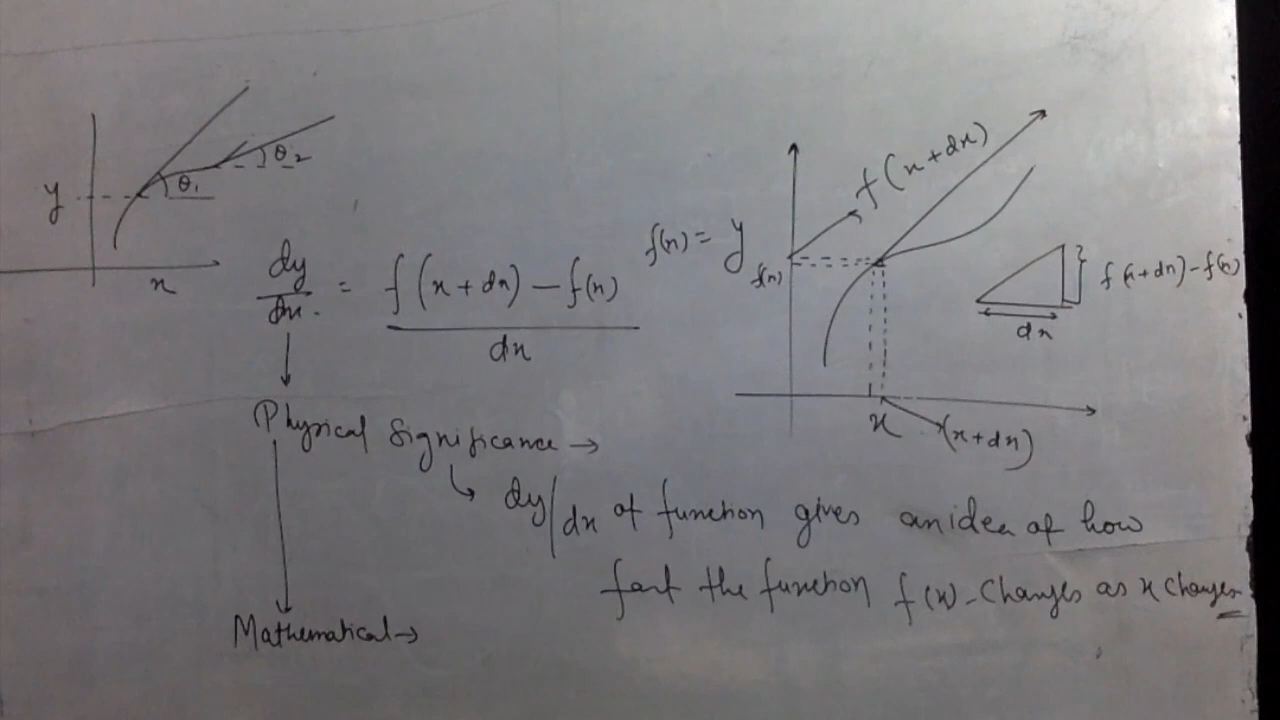 y
x
θ₁
θ₂
dy/dx = f(x+dx) – f(x) / dx
Physical Significance →
dy/dx of function gives an idea of how
fast the function f(x) changes as x changes
Mathematical →
f(x) = y
f(x)
f(x+dx)
x
(x+dx)
f(x+dx) – f(x)
dx